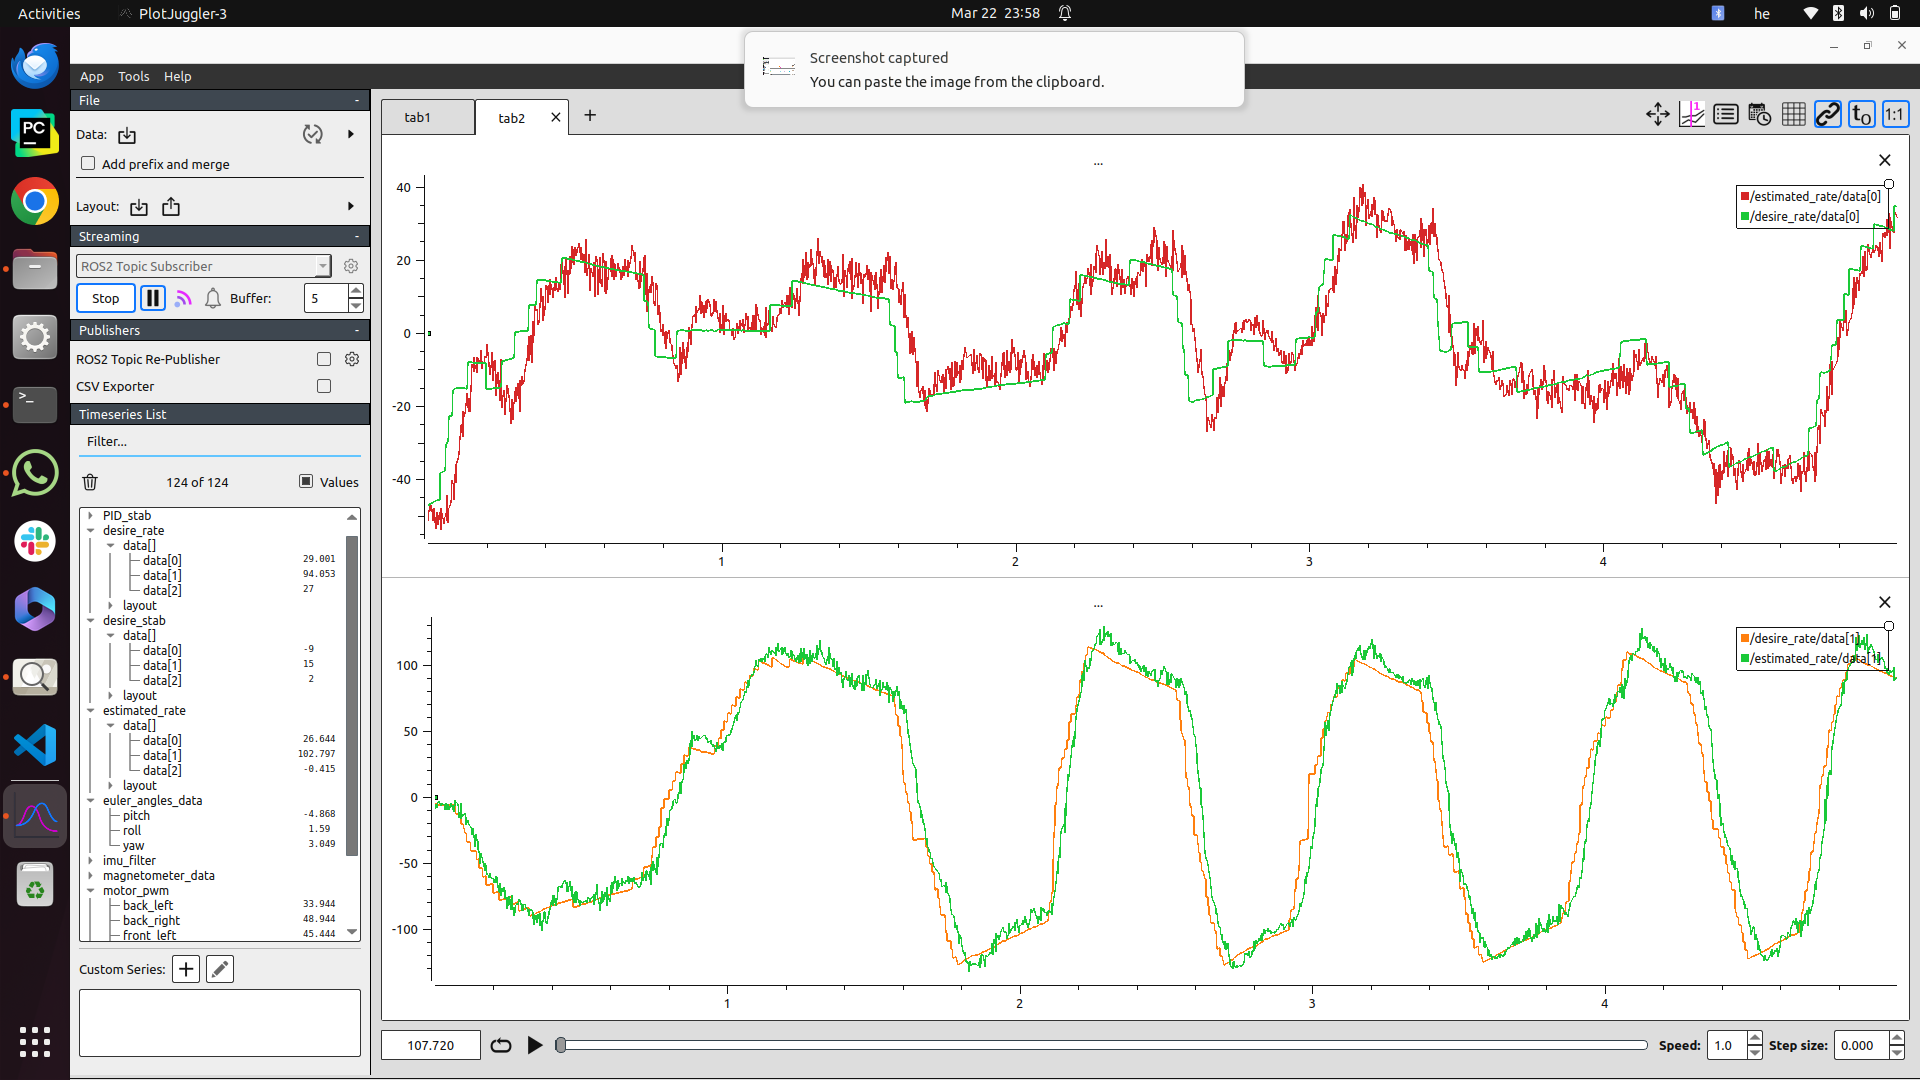 Activities
PlotJuggler-3
Mar 22 23:58
he
Screenshot captured
You can paste the image from the clipboard.
App Tools Help
File -
Data:
Add prefix and merge
Layout:
Streaming -
ROS2 Topic Subscriber
Stop Buffer: 5
Publishers -
ROS2 Topic Re-Publisher
CSV Exporter
Timeseries List
Filter...
124 of 124 Values
PID_stab
desire_rate
data[]
data[0] 29.001
data[1] 94.053
data[2] 27
layout
desire_stab
data[]
data[0] -9
data[1] 15
data[2] 2
layout
estimated_rate
data[]
data[0] 26.644
data[1] 102.797
data[2] -0.415
layout
euler_angles_data
pitch -4.868
roll 1.59
yaw 3.049
imu_filter
magnetometer_data
motor_pwm
back_left 33.944
back_right 48.944
front_left 45.444
Custom Series:
tab1 tab2 +
t0 1:1
...
/estimated_rate/data[0]
/desire_rate/data[0]
40
20
0
-20
-40
1 2 3 4
...
/desire_rate/data[1]
/estimated_rate/data[1]
100
50
0
-50
-100
1 2 3 4
107.720 Speed: 1.0 Step size: 0.000
PC
>_